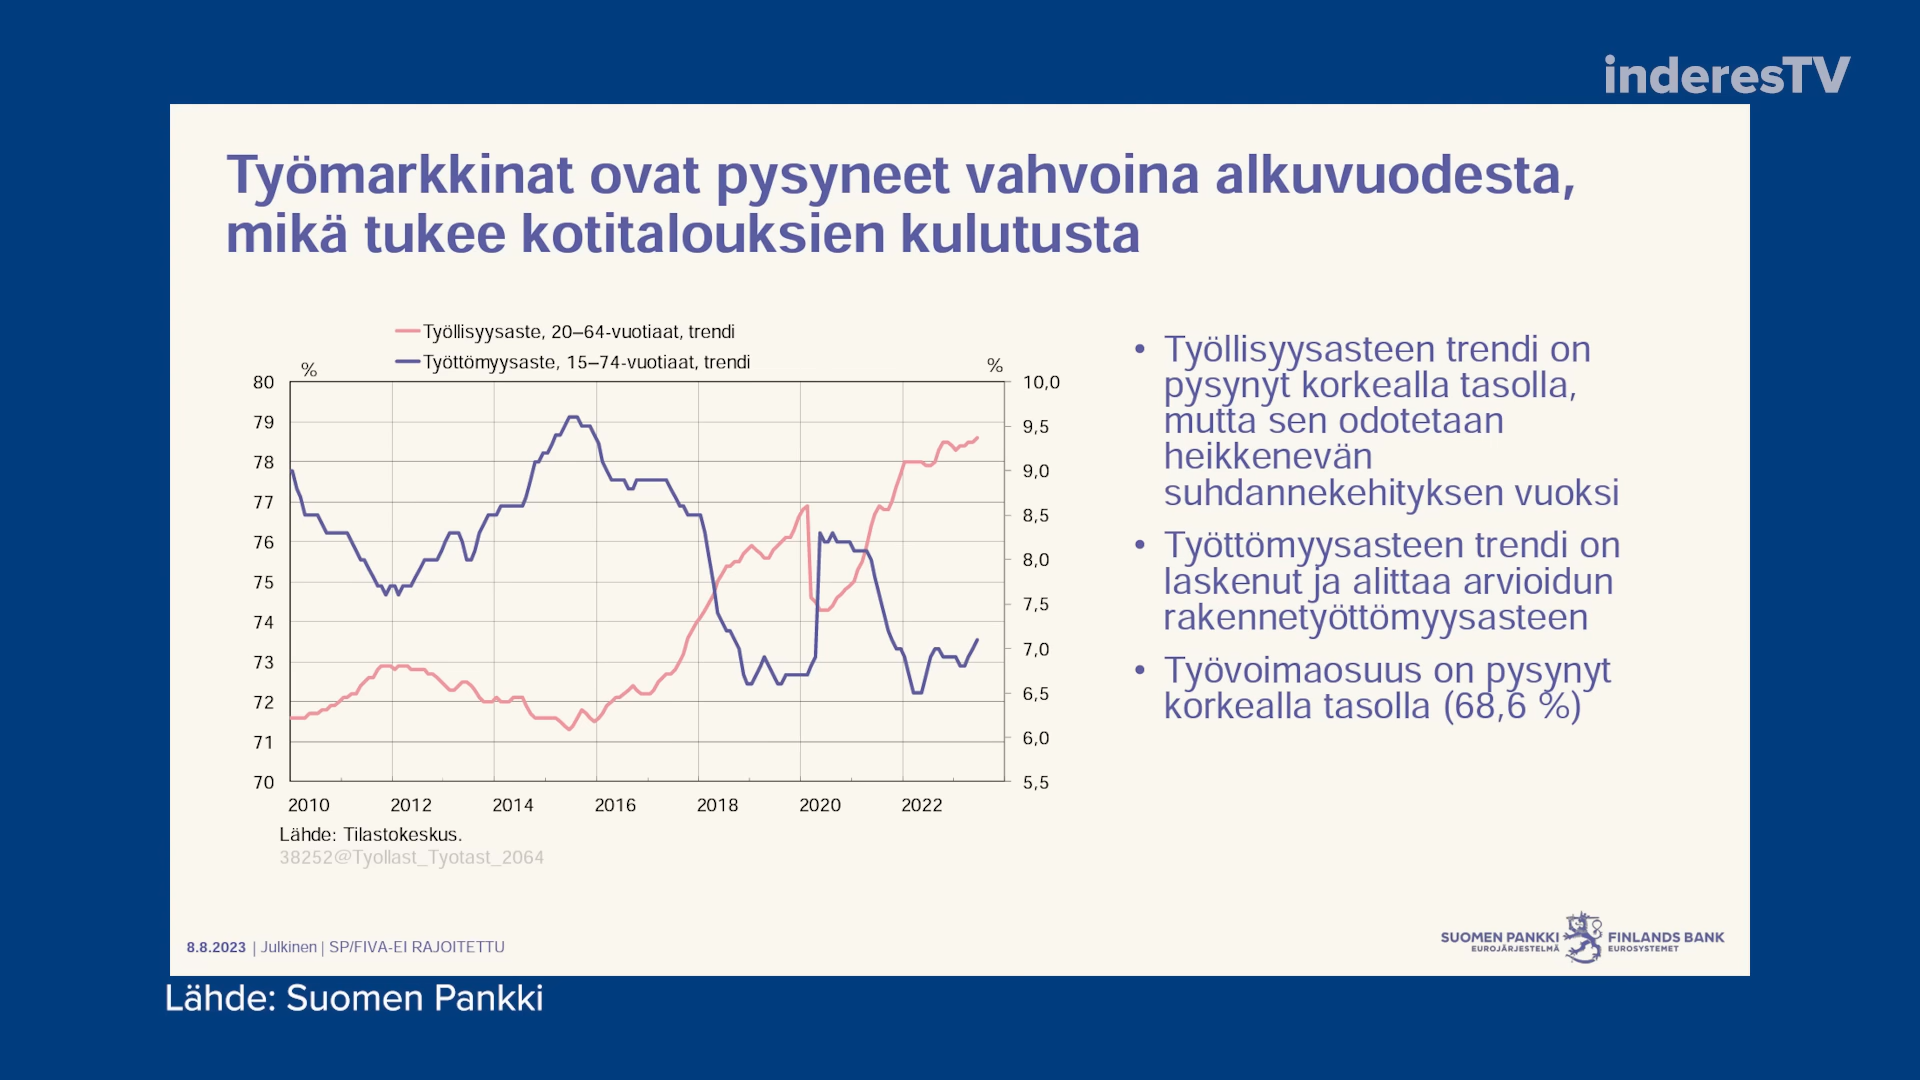 inderesTV
Työmarkkinat ovat pysyneet vahvoina alkuvuodesta,
mikä tukee kotitalouksien kulutusta
Työllisyysaste, 20–64-vuotiaat, trendi
Työttömyysaste, 15–74-vuotiaat, trendi
% %
80 10,0
79 9,5
78 9,0
77 8,5
76 8,0
75 7,5
74 7,0
73 6,5
72 6,0
71 5,5
70
2010 2012 2014 2016 2018 2020 2022
Lähde: Tilastokeskus.
38252@Tyollast_Tyotast_2064
• Työllisyysasteen trendi on
pysynyt korkealla tasolla,
mutta sen odotetaan
heikkenevän
suhdannekehityksen vuoksi
• Työttömyysasteen trendi on
laskenut ja alittaa arvioidun
rakennetyöttömyysasteen
• Työvoimaosuus on pysynyt
korkealla tasolla (68,6 %)
8.8.2023 | Julkinen | SP/FIVA-EI RAJOITETTU
SUOMEN PANKKI FINLANDS BANK
EUROJÄRJESTELMÄ EUROSYSTEMET
Lähde: Suomen Pankki